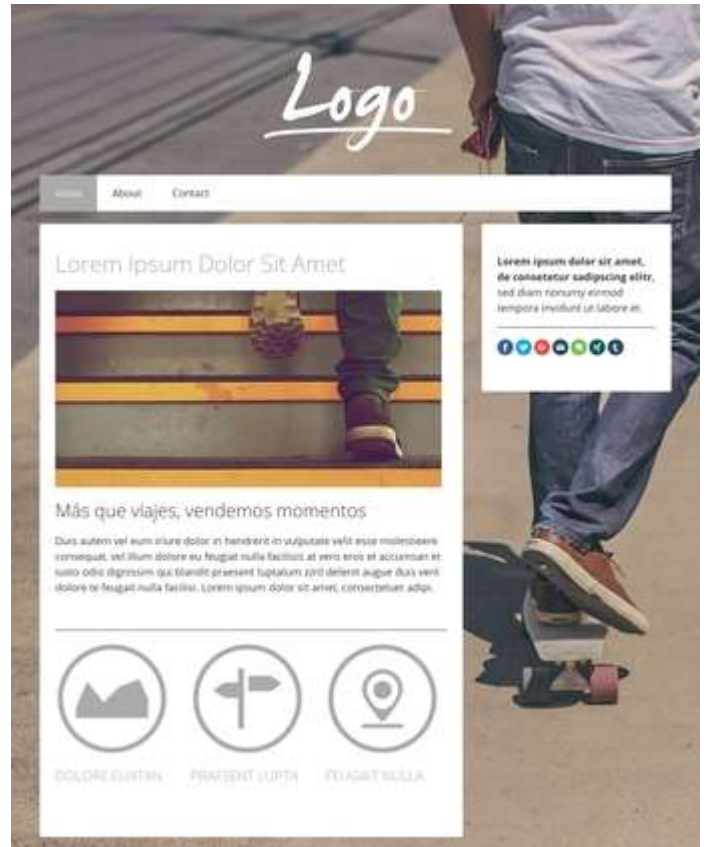 Logo
Home About Contact
Lorem Ipsum Dolor Sit Amet
Más que viajes, vendemos momentos
Duis autem vel eum iriure dolor in hendrerit in vulputate velit esse molestieere
consequat, vel illum dolore eu feugiat nulla facilisis at vero eros et accumsan et
iusto odio dignissim qui blandit praesent luptatum zzril delenit augue duis verit
dolore te feugait nulla facilisi. Lorem ipsum dolor sit amet, consectetuer adipi.
DOLORE
PRAESENT LUPTA
FEUGAIT NULLA
Lorem ipsum dolor sit amet,
de consetetur sadipscing elitr,
sed diam nonumy eirmod
tempora invidunt ut labore et.